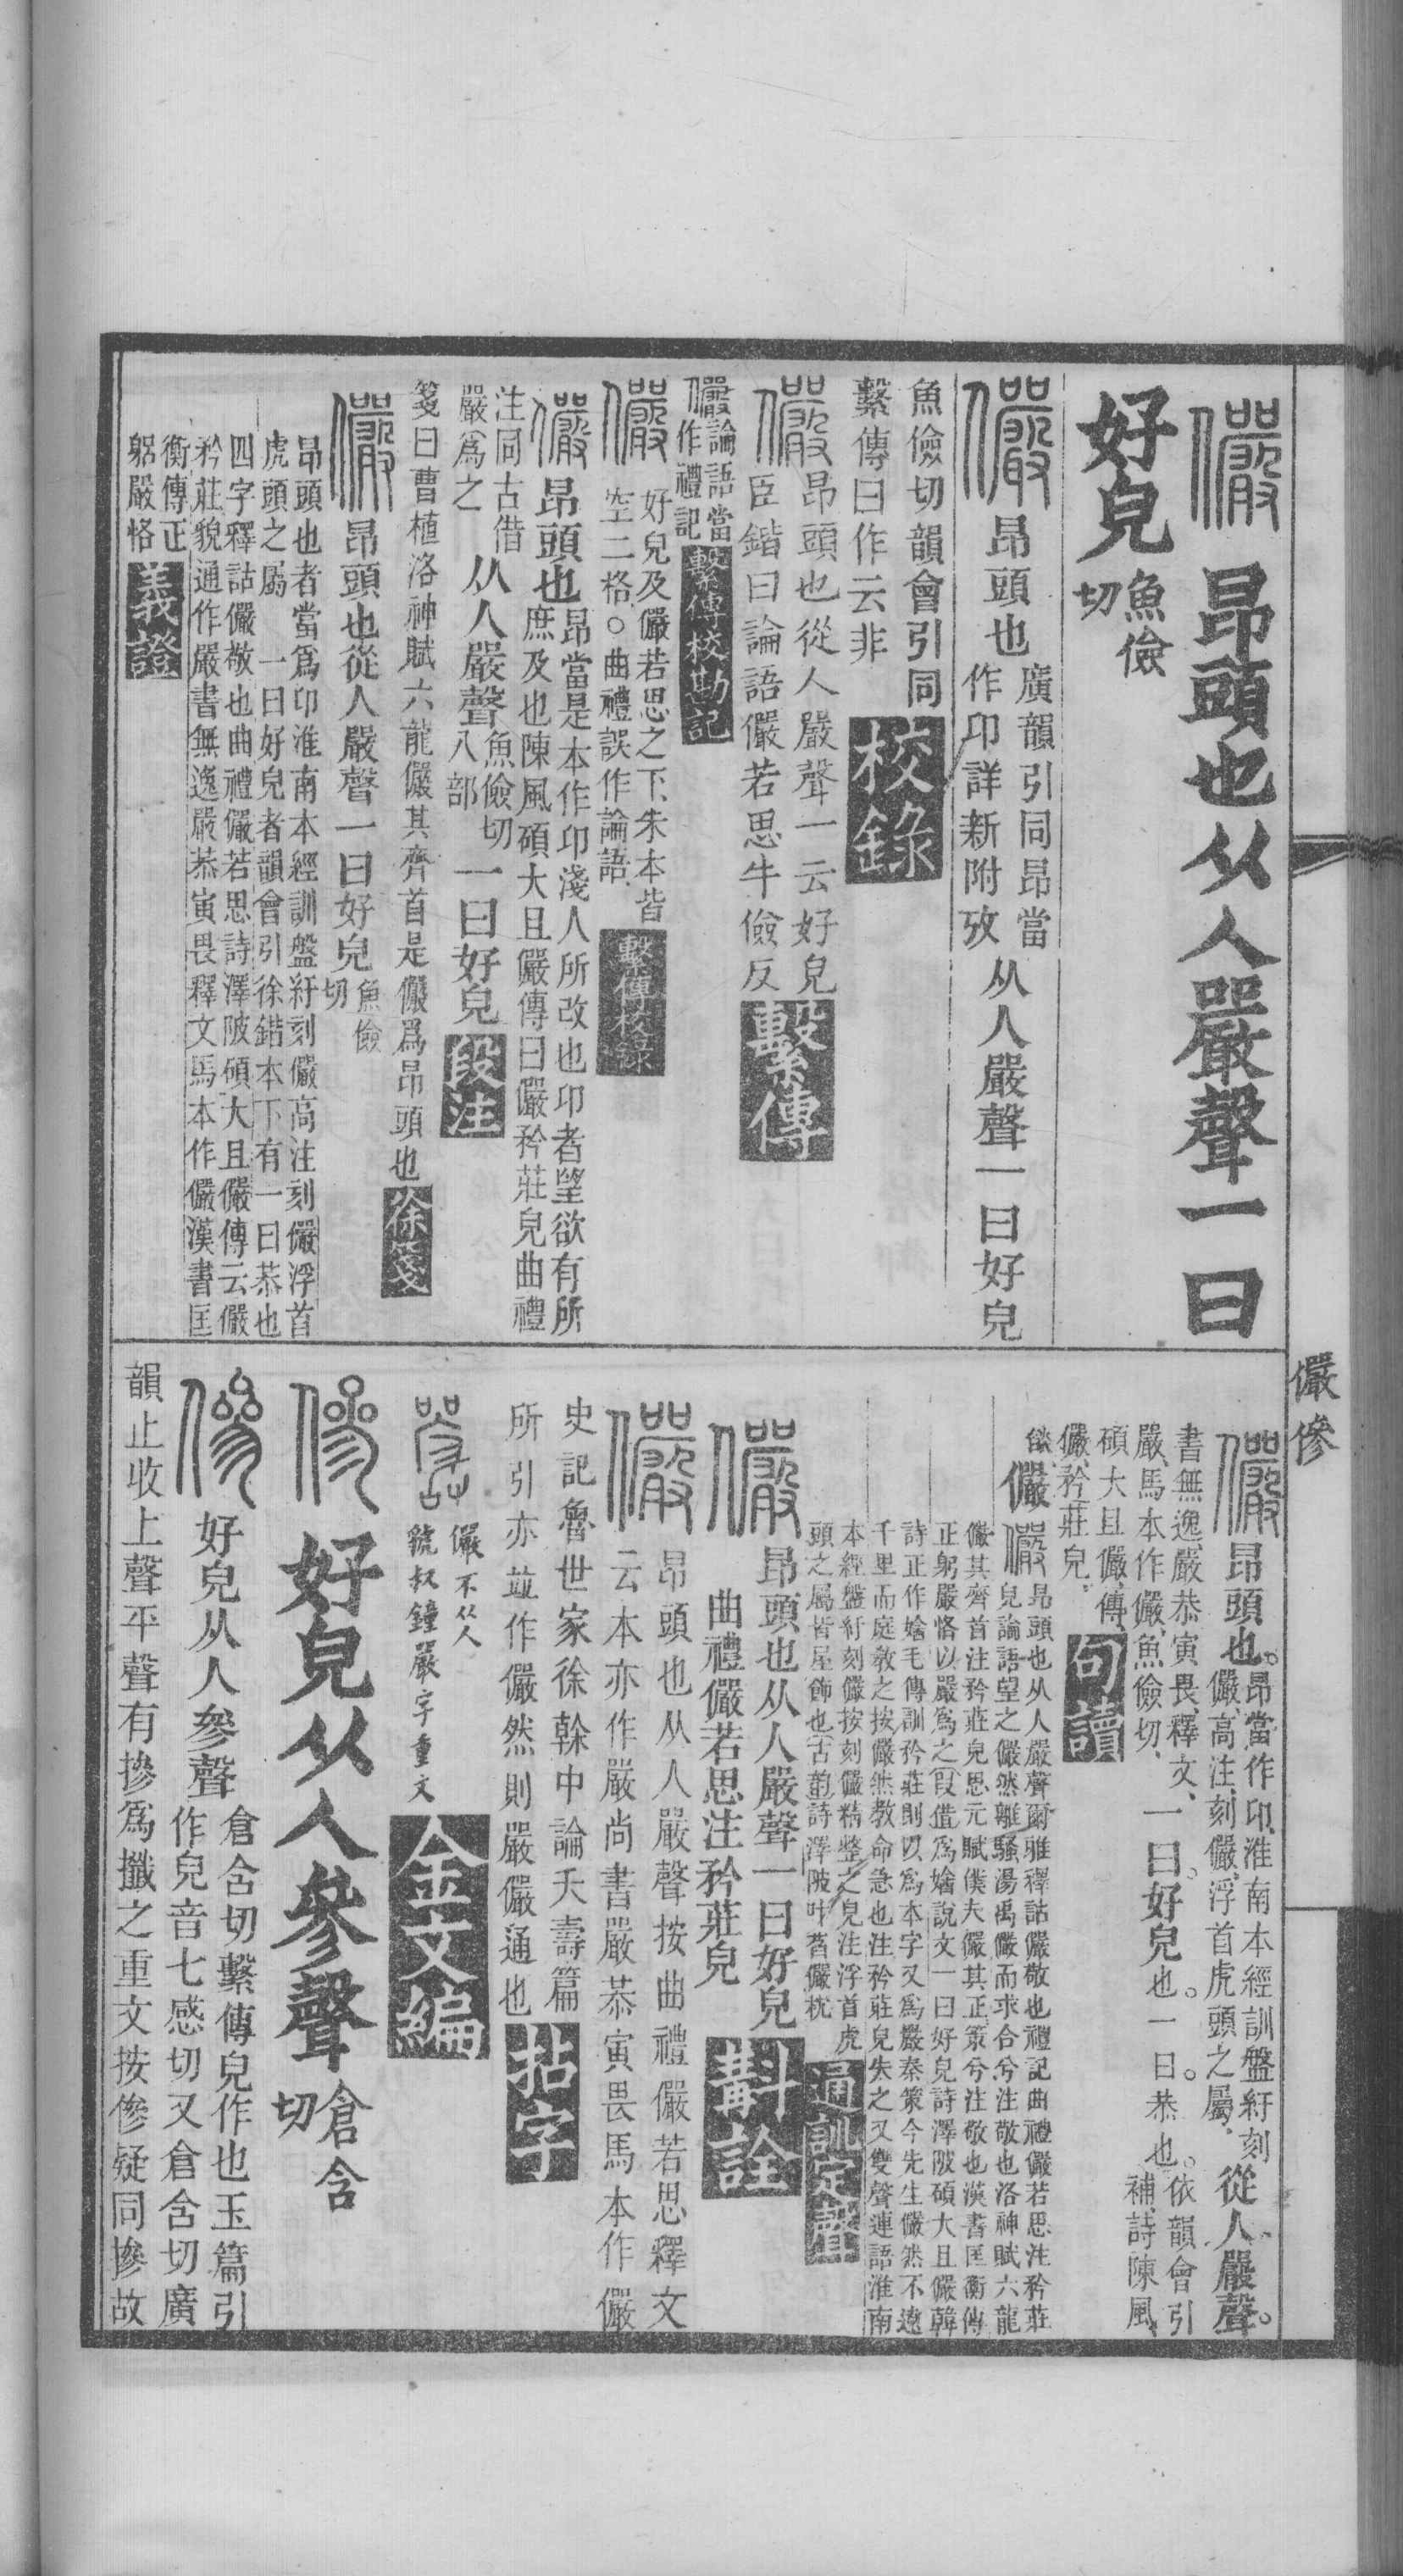 儼 昂頭也从人嚴聲一曰
好皃 魚儉切
儼 昂頭也 廣韻引同昂當作卬詳新附攷 从人嚴聲一曰好皃
魚儉切韻會引同
繫傳曰作云非 校錄
儼 昂頭也從人嚴聲一云好皃
臣鍇曰論語儼若思牛儉反 繫傳
儼論語當作禮記 繫傳校勘記
儼 好皃及儼若思之下、朱本皆空二格。曲禮誤作論語、 繫傳校錄
儼 昂頭也 昂當是本作卬淺人所改也卬者望欲有所庶及也陳風碩大且儼傳曰儼矜莊皃曲禮
注同古借嚴爲之 从人嚴聲 魚儉切八部 一曰好皃 段注
箋曰曹植洛神賦六龍儼其齊首是儼爲昂頭也 徐箋
儼 昂頭也從人嚴聲一曰好皃 魚儉切
昂頭也者當爲卬淮南本經訓盤紆刻儼高注刻儼浮首
虎頭之屬 一曰好皃者韻會引徐鍇本下有一曰恭也
四字釋詁儼敬也曲禮儼若思詩澤陂碩大且儼傳云儼
矜莊貌通作嚴書無逸嚴恭寅畏釋文馬本作儼漢書匡
衡傳正
躬嚴恪 義證
儼傪
儼 昂頭也。 昂當作卬、淮南本經訓盤紆刻儼、高注、刻儼、浮首虎頭之屬、 從人。嚴聲。
書無逸、嚴恭寅畏、釋文、嚴、馬本作儼、魚儉切、 一曰。好皃也。一曰恭也。 依韻會引補、詩陳風、
碩大且儼、傳、儼、矜莊皃、 句讀
儼 儼 昂頭也从人嚴聲爾雅釋詁儼敬也禮記曲禮儼若思注矜莊
皃論語望之儼然離騷湯禹儼而求合兮注敬也洛神賦六龍
儼其齊首注矜莊皃思元賦僕夫儼其正策兮注敬也漢書匡衡傳
正躬嚴恪以嚴爲之叚借爲嬐說文一曰好皃詩澤陂碩大且儼韓
詩正作嬐毛傳訓矜莊則以爲本字又爲嚴秦策今先生儼然不遠
千里而庭教之按儼然教命急也注矜莊皃失之又雙聲連語淮南
本經盤紆刻儼按刻儼精整之皃注浮首虎
頭之屬皆屋飾也古韵詩澤陂叶萏儼枕 通訓定聲
儼 昂頭也从人嚴聲一曰好皃
曲禮儼若思注矜莊皃 斠詮
儼 昂頭也从人嚴聲按曲禮儼若思釋文
云本亦作嚴尚書嚴恭寅畏馬本作儼
史記魯世家徐幹中論夭壽篇
所引亦竝作儼然則嚴儼通也 拈字
儼不从人
虢叔鐘嚴字重文 金文編
傪 好皃从人參聲 倉含切
傪 好皃从人參聲 倉含切繫傳皃作也玉篇引作皃音七感切又倉含切廣
韻止收上聲平聲有摻爲攕之重文按傪疑同摻故